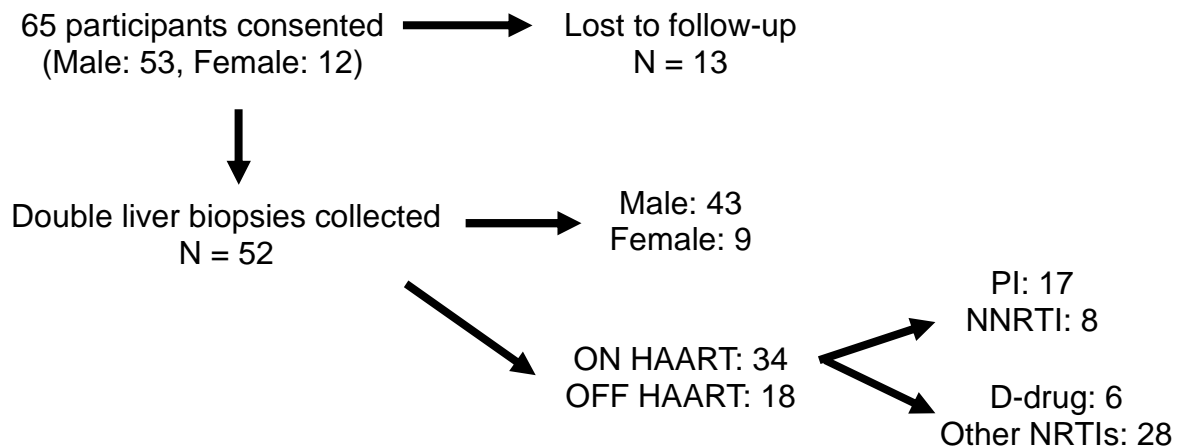 65 participants consented
(Male: 53, Female: 12)
Lost to follow-up
N = 13
Double liver biopsies collected
N = 52
Male: 43
Female: 9
ON HAART: 34
OFF HAART: 18
PI: 17
NNRTI: 8
D-drug: 6
Other NRTIs: 28